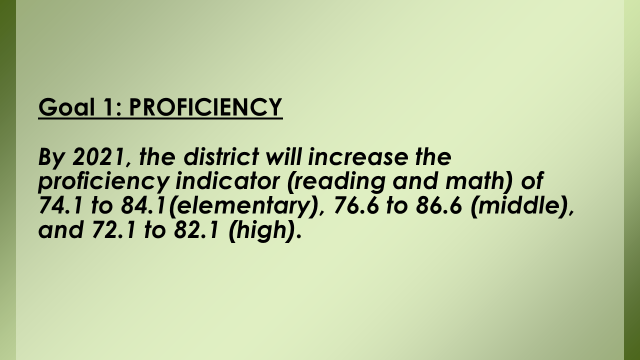 Goal 1: PROFICIENCY
By 2021, the district will increase the
proficiency indicator (reading and math) of
74.1 to 84.1(elementary), 76.6 to 86.6 (middle),
and 72.1 to 82.1 (high).